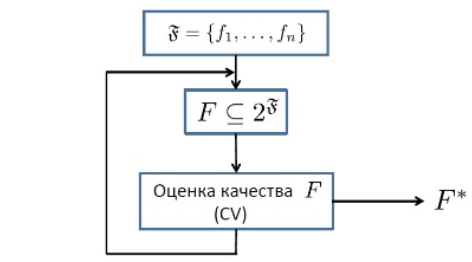 𝔉 = {f₁, . . . , fₙ}
F ⊆ 2^𝔉
Оценка качества F
(CV)
F*